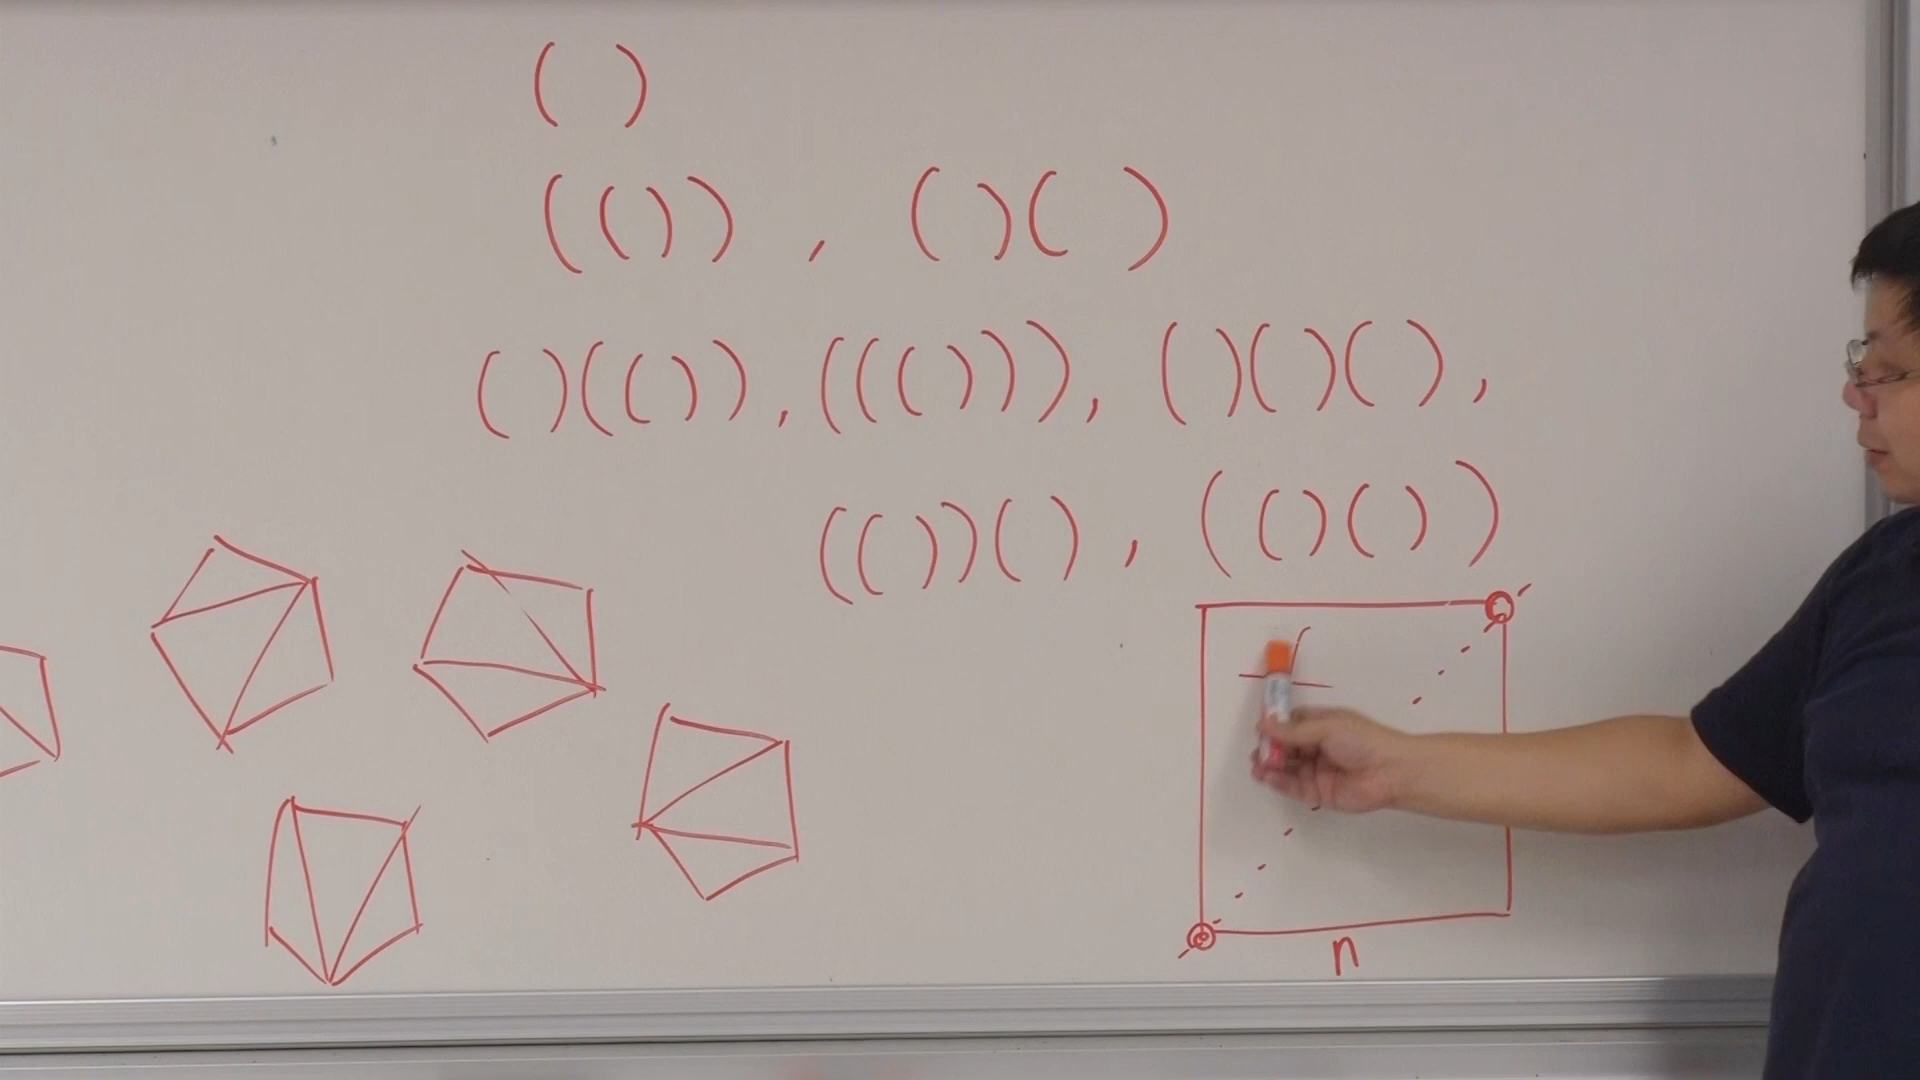 ( )
(()) , ()( )
()(()), ((())), ()()(),
(())() , (()())
n